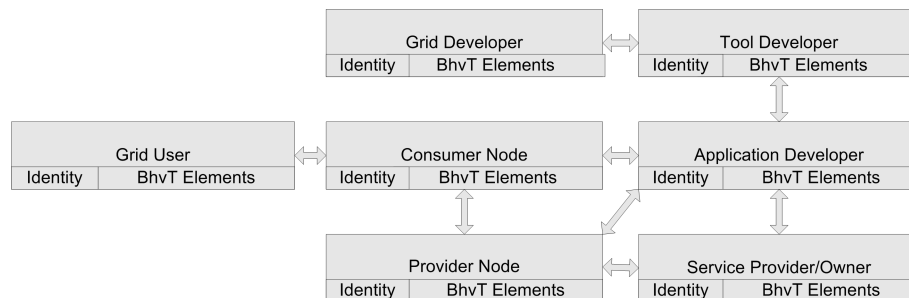 Grid Developer Tool Developer
Identity BhvT Elements Identity BhvT Elements
Grid User Consumer Node Application Developer
Identity BhvT Elements Identity BhvT Elements Identity BhvT Elements
Provider Node Service Provider/Owner
Identity BhvT Elements Identity BhvT Elements